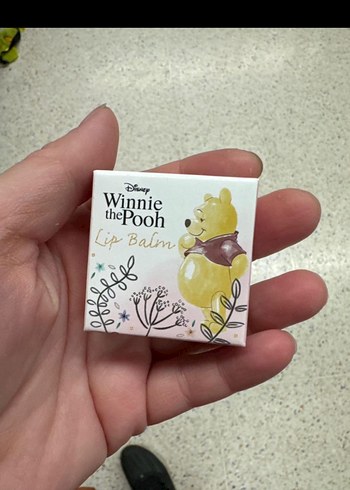 Disney
Winnie
the Pooh
Lip Balm